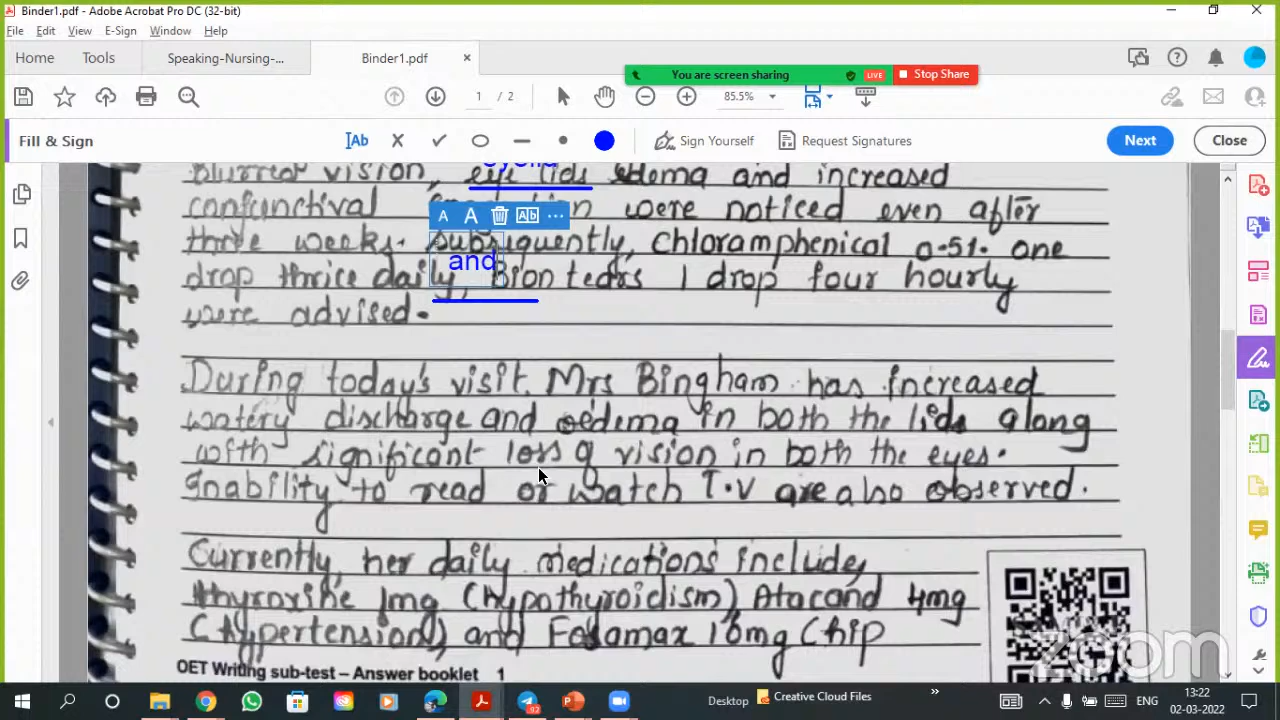 Binder1.pdf - Adobe Acrobat Pro DC (32-bit)
File Edit View E-Sign Window Help
Home Tools Speaking-Nursing-... Binder1.pdf ×
You are screen sharing LIVE Stop Share
1 / 2 85.5%
Fill & Sign Ab Sign Yourself Request Signatures Next Close
Blurred vision, eye lids edema and increased
conjunctival were noticed even after
three weeks. Subsiquently, Chloramphenical 0.5%. one
and
drop thrice daily, Bion tears 1 drop four hourly
were advised.
During today's visit. Mrs Bingham has increased
watery discharge and oedema in both the lids along
with significant loss of vision in both the eyes.
Inability to read or watch T.V are also observed.
Currently, her daily medications include,
thyroxine 1mg (hypothyroidism) Atacand 4mg
(hypertension) and Fosamax 10mg (hip
OET Writing sub-test – Answer booklet 1
zoom
Desktop Creative Cloud Files ENG 13:22
02-03-2022